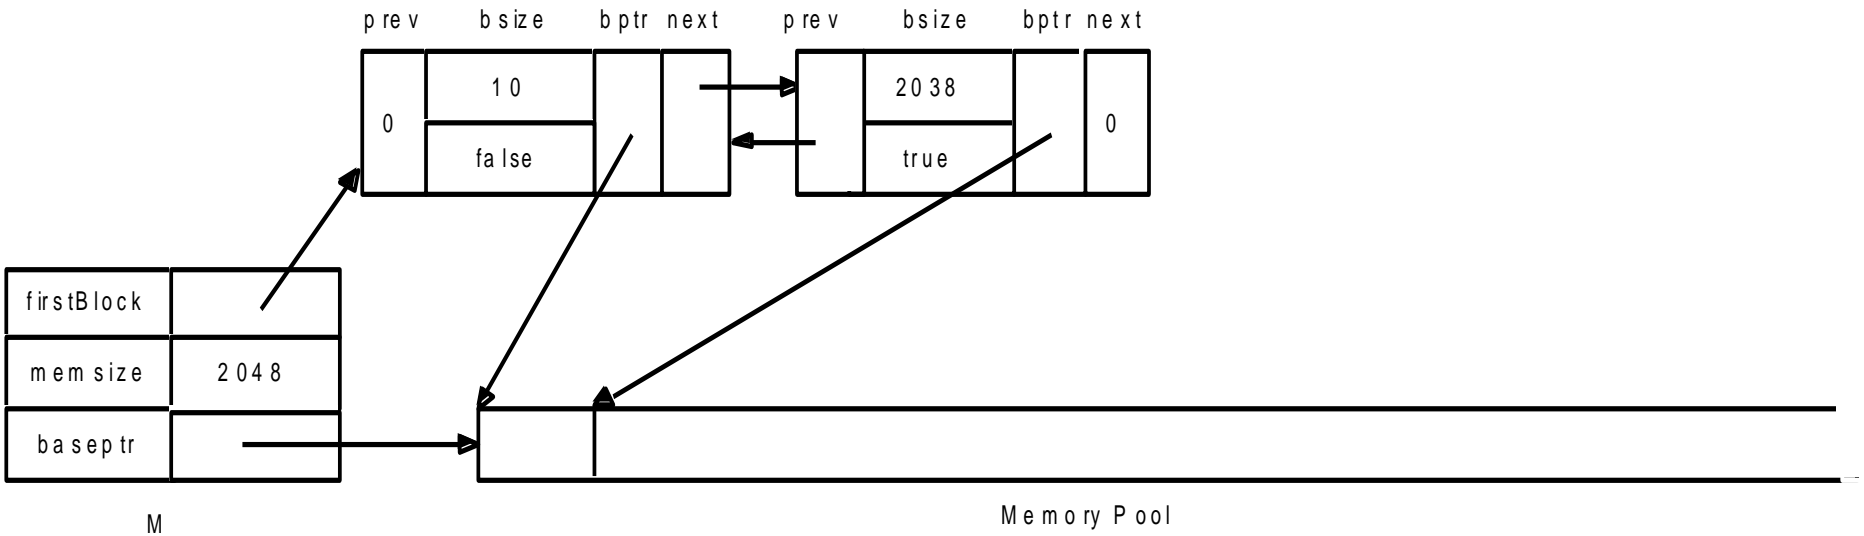 prev bsize bptr next prev bsize bptr next
10 2038
0 0
false true
firstBlock
memsize 2048
baseptr
M Memory Pool